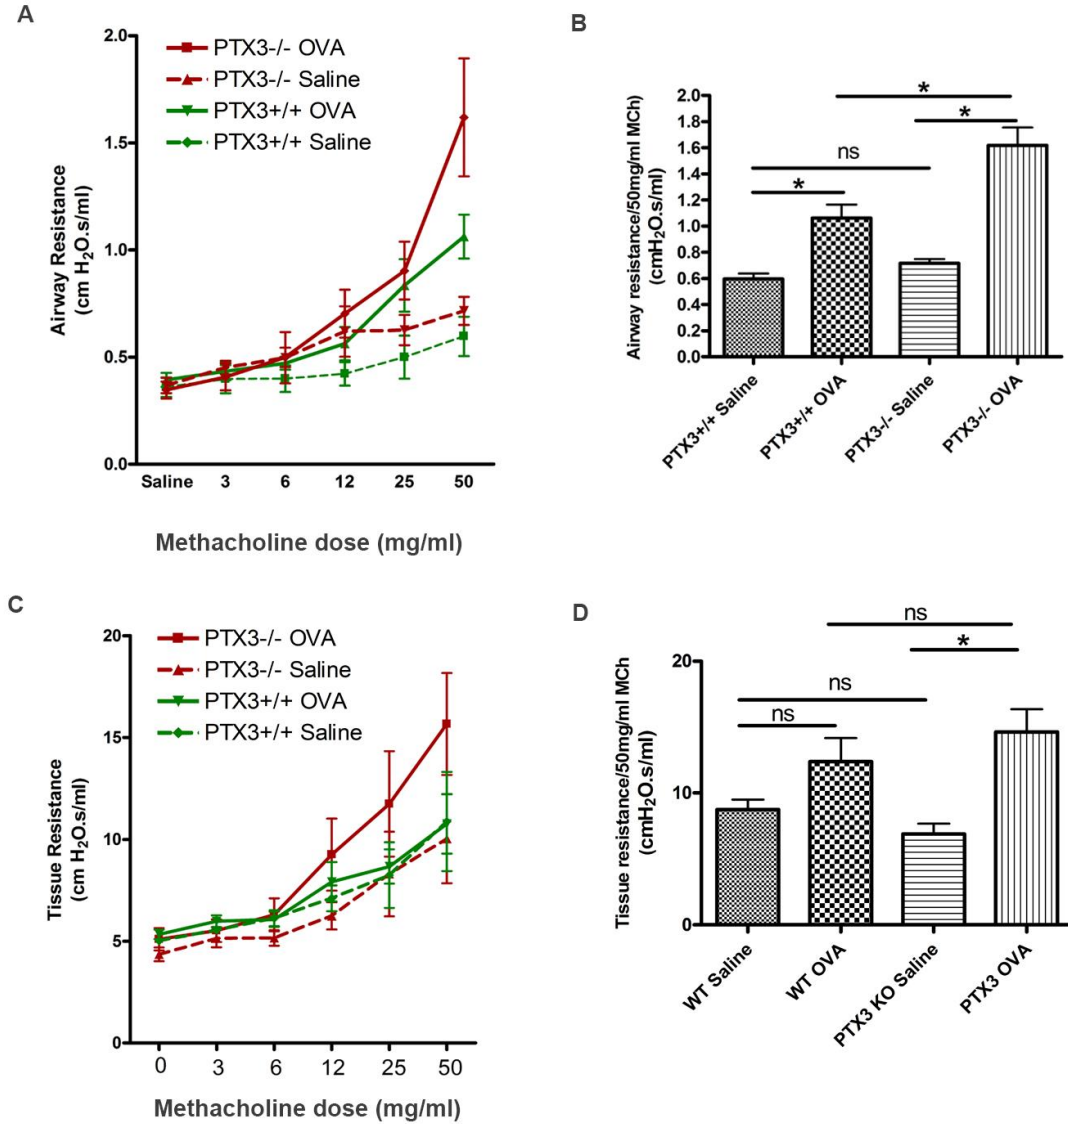 A
2.0
1.5
1.0
0.5
0.0
Airway Resistance
(cm H₂O.s/ml)
PTX3-/- OVA
PTX3-/- Saline
PTX3+/+ OVA
PTX3+/+ Saline
Saline 3 6 12 25 50
Methacholine dose (mg/ml)
B
Airway resistance/50mg/ml MCh)
(cmH₂O.s/ml)
2.0
1.8
1.6
1.4
1.2
1.0
0.8
0.6
0.4
0.2
0.0
*
*
ns
*
PTX3+/+ Saline
PTX3+/+ OVA
PTX3-/- Saline
PTX3-/- OVA
C
20
15
10
5
0
Tissue Resistance
(cm H₂O.s/ml)
PTX3-/- OVA
PTX3-/- Saline
PTX3+/+ OVA
PTX3+/+ Saline
0 3 6 12 25 50
Methacholine dose (mg/ml)
D
Tissue resistance/50mg/ml MCh
(cmH₂O.s/ml)
20
10
0
ns
*
ns
ns
WT Saline
WT OVA
PTX3 KO Saline
PTX3 OVA